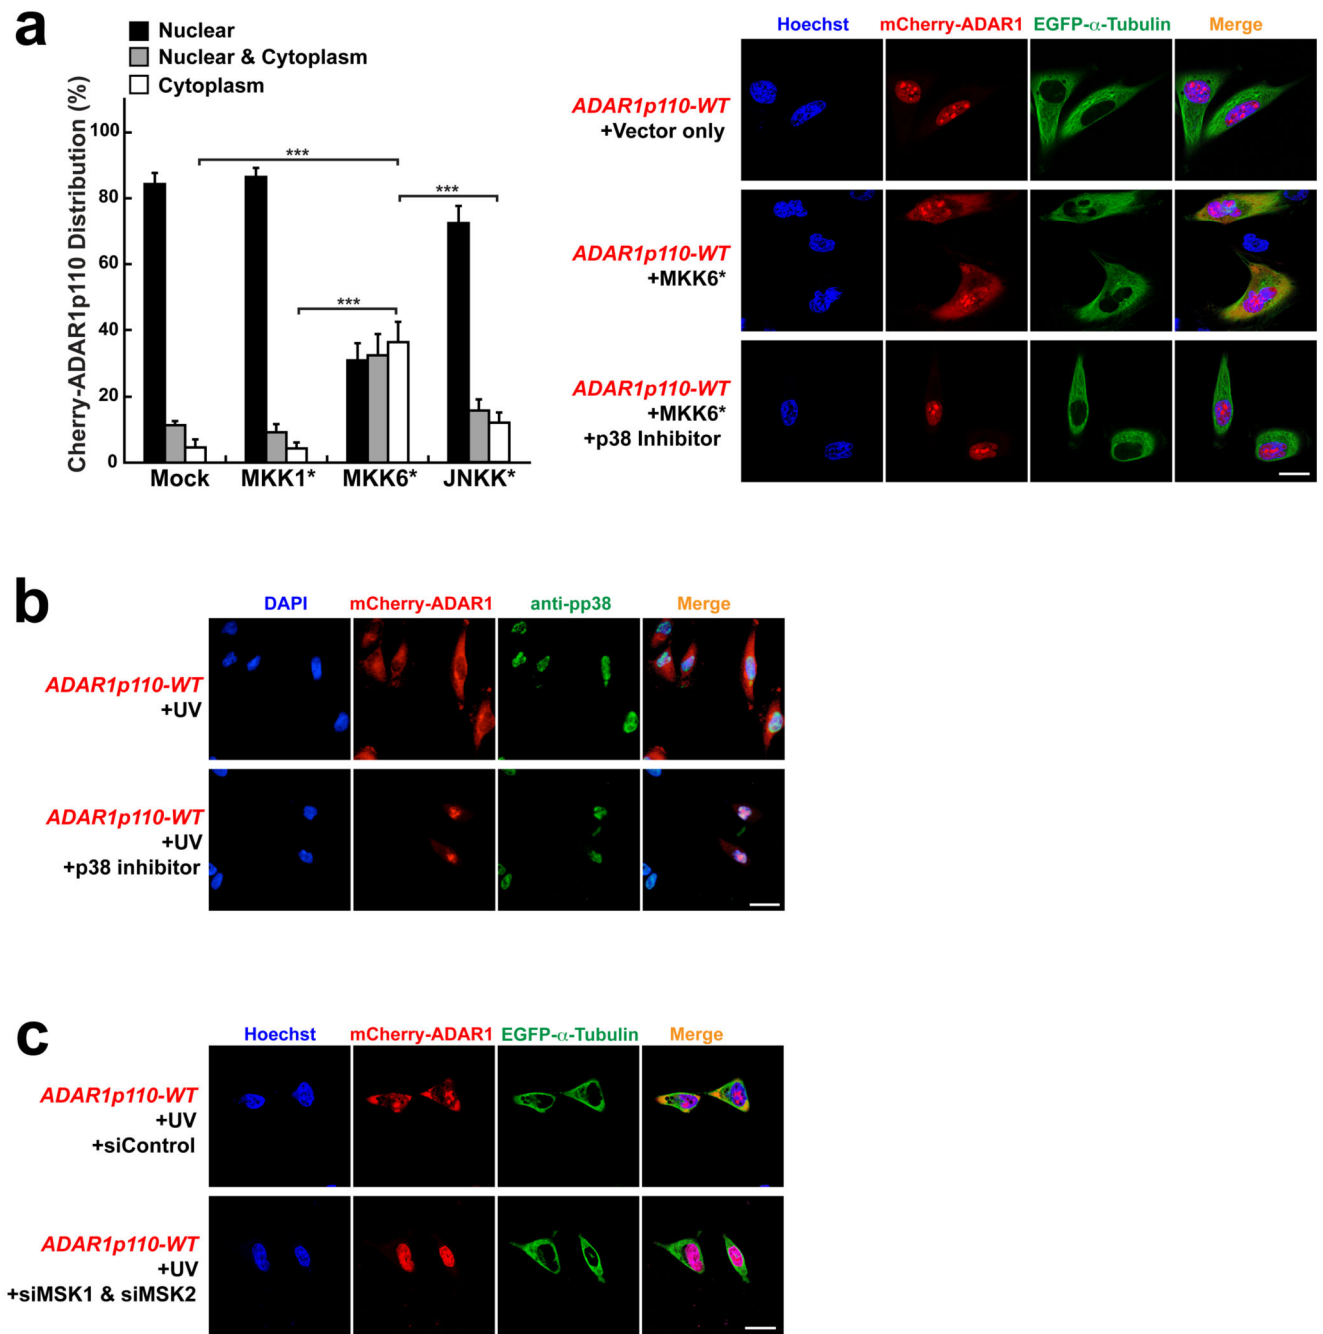 a
Nuclear
Nuclear & Cytoplasm
Cytoplasm
Cherry-ADAR1p110 Distribution (%)
100
80
60
40
20
0
***
***
***
Mock MKK1* MKK6* JNKK*
Hoechst mCherry-ADAR1 EGFP-α-Tubulin Merge
ADAR1p110-WT
+Vector only
ADAR1p110-WT
+MKK6*
ADAR1p110-WT
+MKK6*
+p38 Inhibitor
b
DAPI mCherry-ADAR1 anti-pp38 Merge
ADAR1p110-WT
+UV
ADAR1p110-WT
+UV
+p38 inhibitor
c
Hoechst mCherry-ADAR1 EGFP-α-Tubulin Merge
ADAR1p110-WT
+UV
+siControl
ADAR1p110-WT
+UV
+siMSK1 & siMSK2